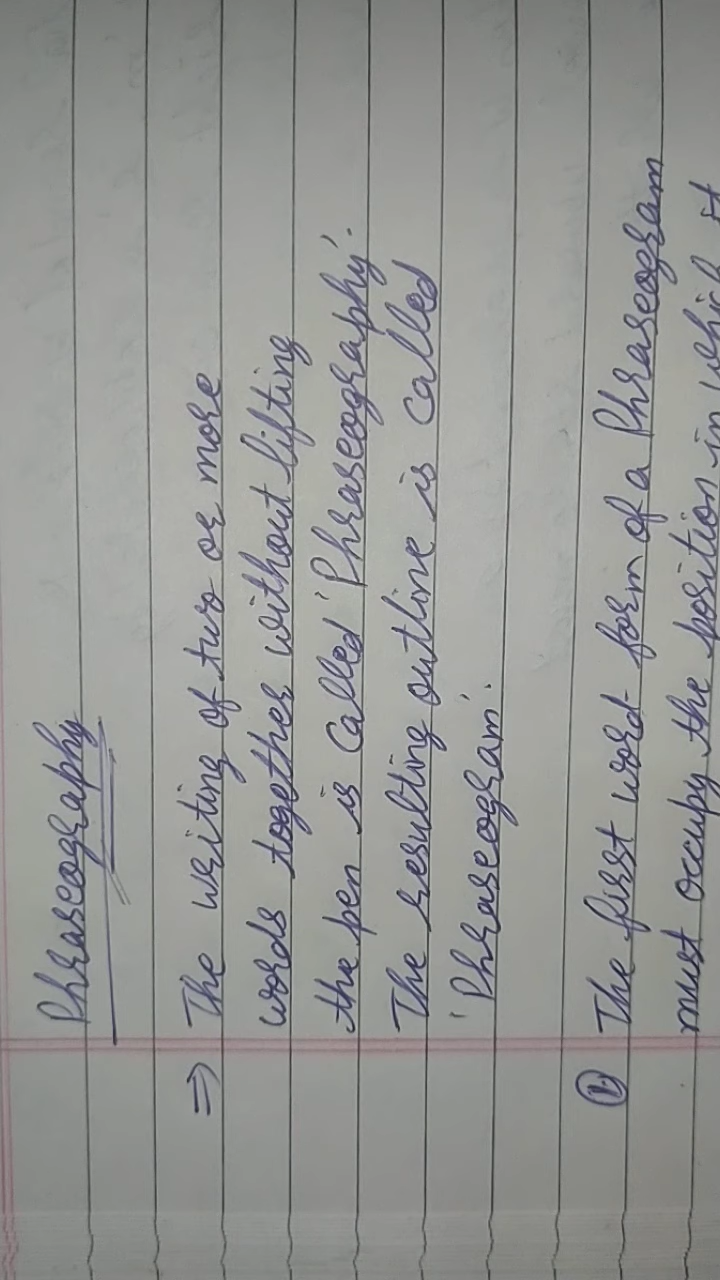 Phraseography
⇒ The writing of two or more
words together without lifting
the pen is called 'Phraseography'.
The resulting outline is called
'Phraseogram'.
① The first word-form of a Phraseogram
must occupy the position in which it